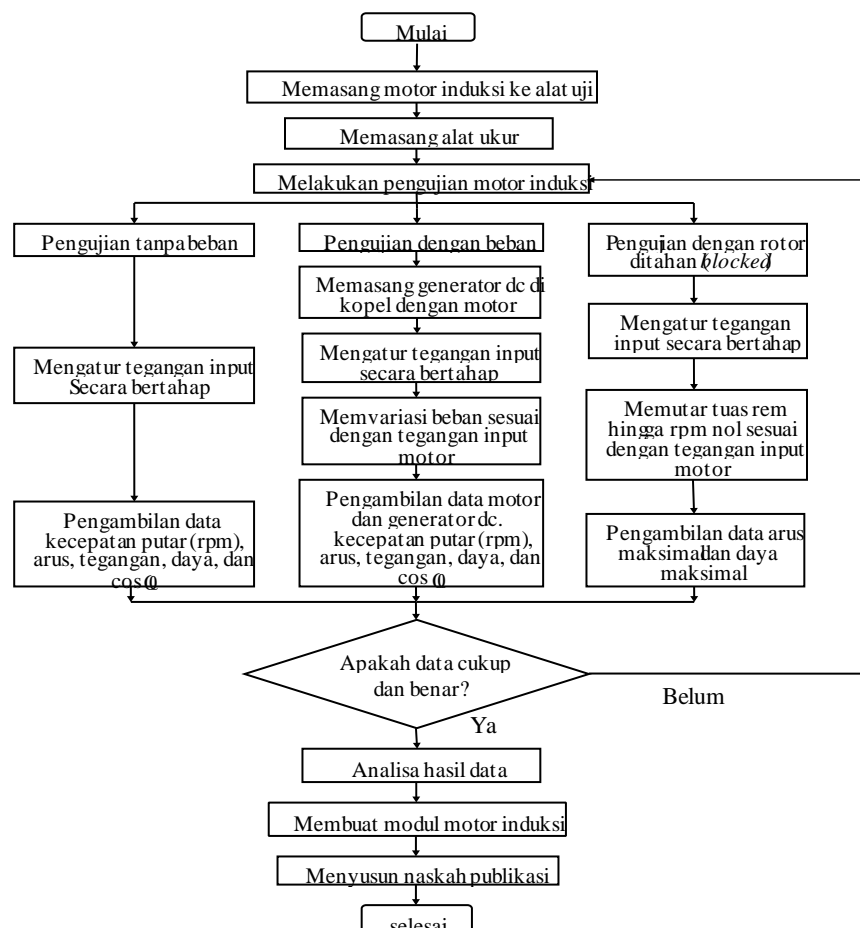 Mulai
Memasang motor induksi ke alat uji
Memasang alat ukur
Melakukan pengujian motor induksi
Pengujian tanpa beban
Mengatur tegangan input
Secara bertahap
Pengambilan data
kecepatan putar (rpm),
arus, tegangan, daya, dan
cos φ
Pengujian dengan beban
Memasang generator dc di
kopel dengan motor
Mengatur tegangan input
secara bertahap
Memvariasi beban sesuai
dengan tegangan input
motor
Pengambilan data motor
dan generator dc.
kecepatan putar (rpm),
arus, tegangan, daya, dan
cos φ
Pengujian dengan rotor
ditahan (blocked)
Mengatur tegangan
input secara bertahap
Memutar tuas rem
hingga rpm nol sesuai
dengan tegangan input
motor
Pengambilan data arus
maksimal dan daya
maksimal
Apakah data cukup
dan benar?
Belum
Ya
Analisa hasil data
Membuat modul motor induksi
Menyusun naskah publikasi
selesai